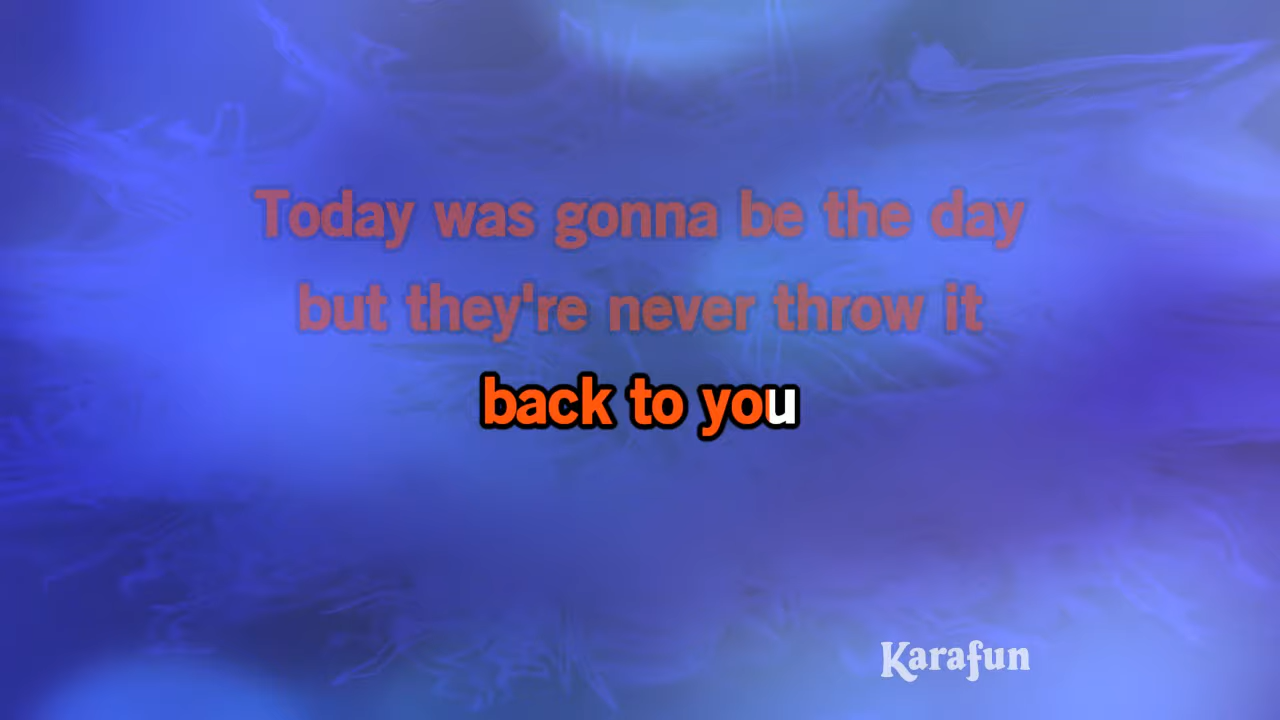 Today was gonna be the day
but they're never throw it
back to you
Karafun